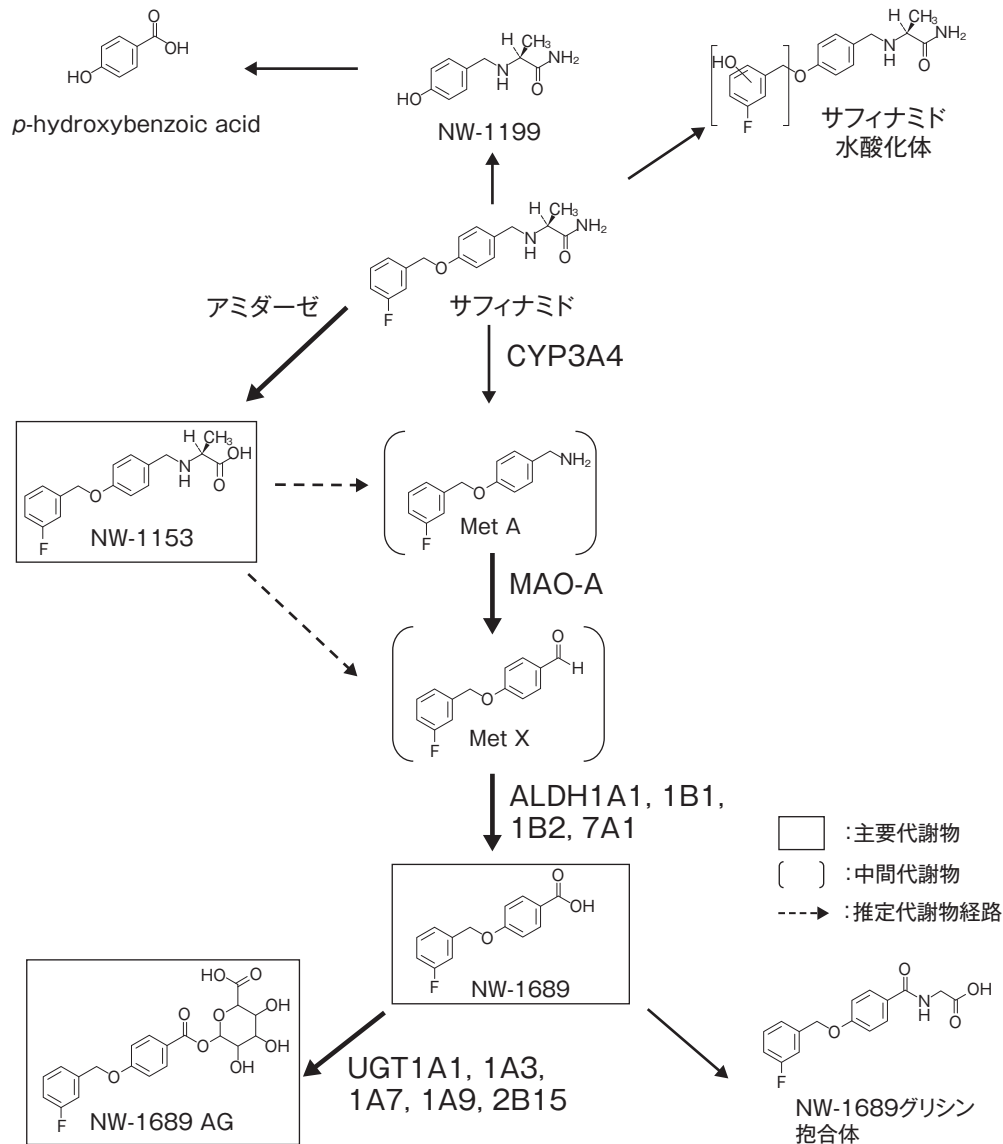 p-hydroxybenzoic acid
NW-1199
サフィナミド
水酸化体
アミダーゼ
サフィナミド
CYP3A4
NW-1153
Met A
MAO-A
Met X
ALDH1A1, 1B1,
1B2, 7A1
:主要代謝物
:中間代謝物
:推定代謝物経路
NW-1689
NW-1689 AG
UGT1A1, 1A3,
1A7, 1A9, 2B15
NW-1689グリシン
抱合体